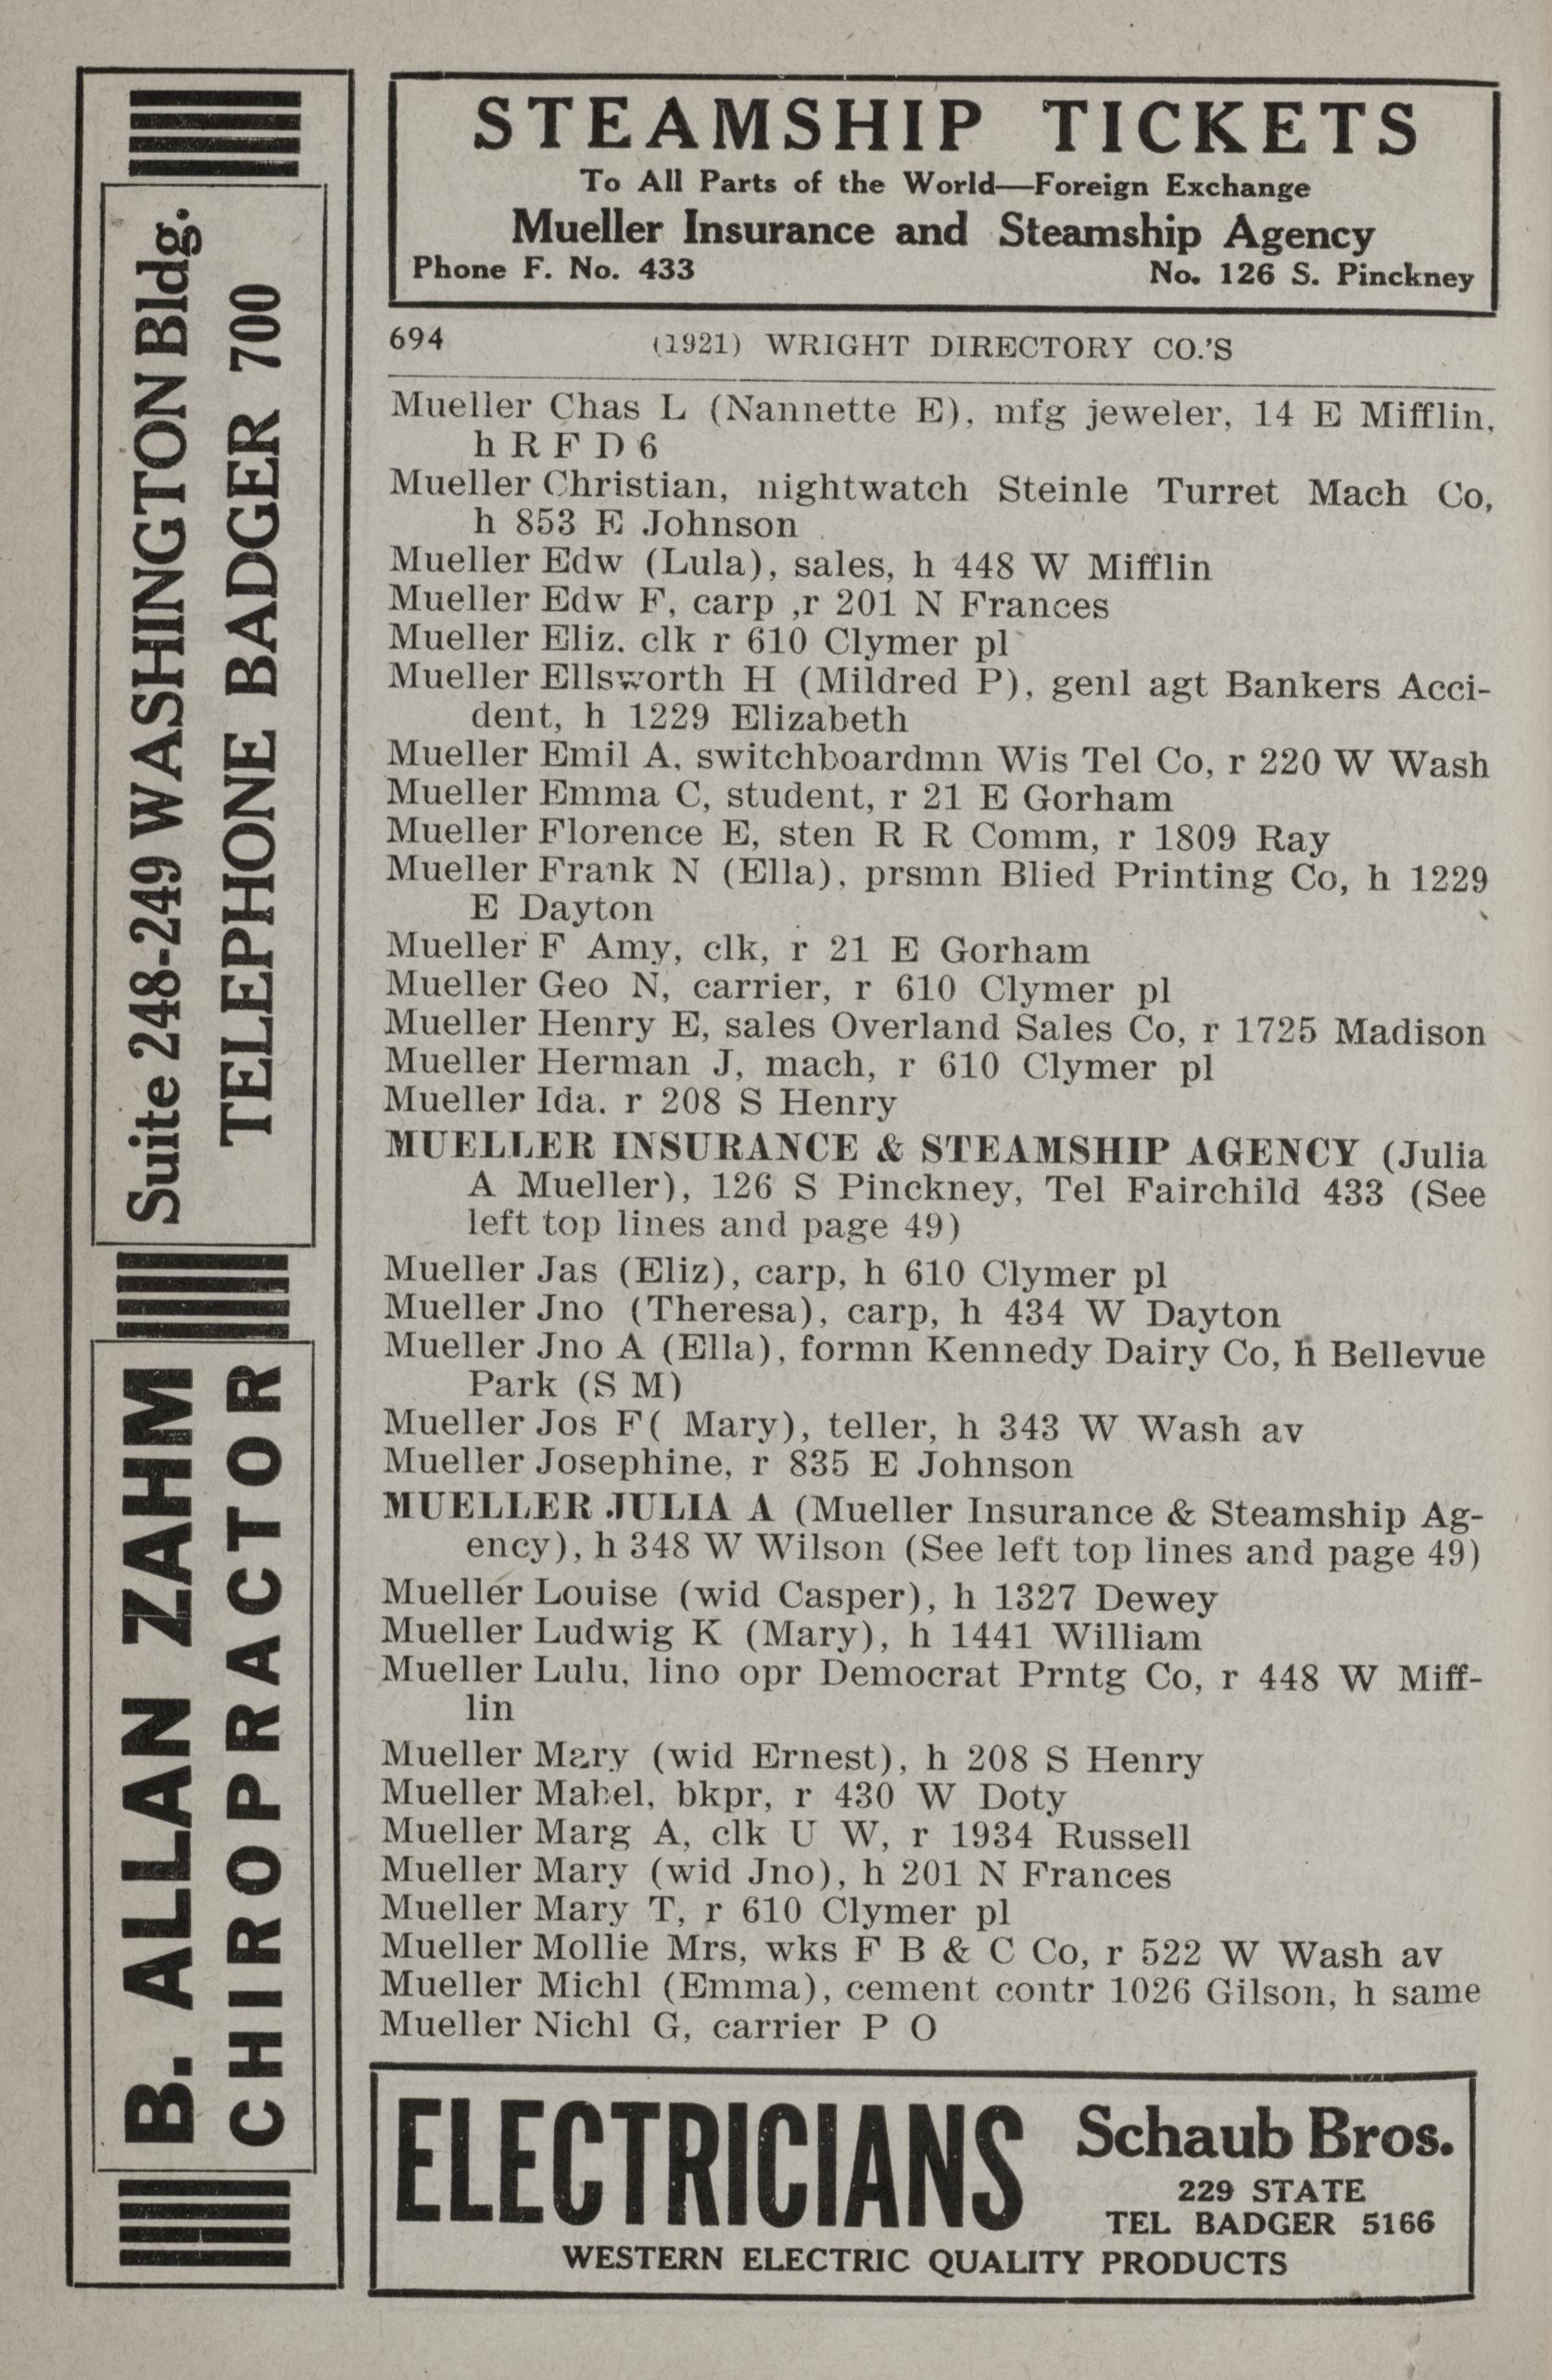 STEAMSHIP TICKETS
To All Parts of the World—Foreign Exchange
Mueller Insurance and Steamship Agency
Phone F. No. 433 No. 126 S. Pinckney
694 (1921) WRIGHT DIRECTORY CO.'S
Mueller Chas L (Nannette E), mfg jeweler, 14 E Mifflin,
h R F D 6
Mueller Christian, nightwatch Steinle Turret Mach Co,
h 853 E Johnson
Mueller Edw (Lula), sales, h 448 W Mifflin
Mueller Edw F, carp ,r 201 N Frances
Mueller Eliz. clk r 610 Clymer pl
Mueller Ellsworth H (Mildred P), genl agt Bankers Acci-
dent, h 1229 Elizabeth
Mueller Emil A, switchboardmn Wis Tel Co, r 220 W Wash
Mueller Emma C, student, r 21 E Gorham
Mueller Florence E, sten R R Comm, r 1809 Ray
Mueller Frank N (Ella), prsmn Blied Printing Co, h 1229
E Dayton
Mueller F Amy, clk, r 21 E Gorham
Mueller Geo N, carrier, r 610 Clymer pl
Mueller Henry E, sales Overland Sales Co, r 1725 Madison
Mueller Herman J, mach, r 610 Clymer pl
Mueller Ida. r 208 S Henry
MUELLER INSURANCE & STEAMSHIP AGENCY (Julia
A Mueller), 126 S Pinckney, Tel Fairchild 433 (See
left top lines and page 49)
Mueller Jas (Eliz), carp, h 610 Clymer pl
Mueller Jno (Theresa), carp, h 434 W Dayton
Mueller Jno A (Ella), formn Kennedy Dairy Co, h Bellevue
Park (S M)
Mueller Jos F( Mary), teller, h 343 W Wash av
Mueller Josephine, r 835 E Johnson
MUELLER JULIA A (Mueller Insurance & Steamship Ag-
ency), h 348 W Wilson (See left top lines and page 49)
Mueller Louise (wid Casper), h 1327 Dewey
Mueller Ludwig K (Mary), h 1441 William
Mueller Lulu, lino opr Democrat Prntg Co, r 448 W Miff-
lin
Mueller Mary (wid Ernest), h 208 S Henry
Mueller Mabel, bkpr, r 430 W Doty
Mueller Marg A, clk U W, r 1934 Russell
Mueller Mary (wid Jno), h 201 N Frances
Mueller Mary T, r 610 Clymer pl
Mueller Mollie Mrs, wks F B & C Co, r 522 W Wash av
Mueller Michl (Emma), cement contr 1026 Gilson, h same
Mueller Nichl G, carrier P O
ELECTRICIANS
Schaub Bros.
229 STATE
TEL BADGER 5166
WESTERN ELECTRIC QUALITY PRODUCTS
B. ALLAN ZAHM
CHIROPRACTOR
Suite 248-249 WASHINGTON Bldg.
TELEPHONE BADGER 700